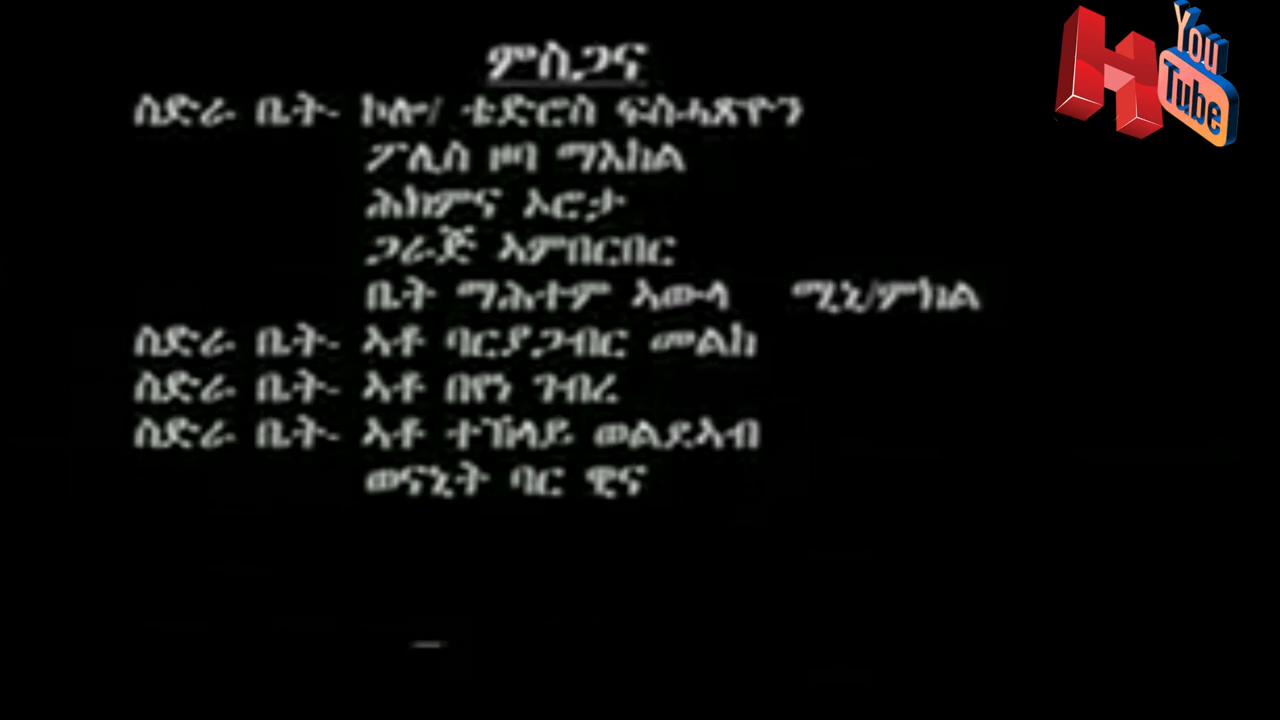 ምስጋና
ስድራ ቤት- ኮሎ/ ቴድሮስ ፍስሓጽዮን
ፖሊስ ዞባ ማእከል
ሕክምና ኦሮታ
ጋራጅ ኣምበርበር
ቤት ማሕተም ኣውላ ሚኒ/ምክል
ስድራ ቤት- ኣቶ ባርያጋብር መልከ
ስድራ ቤት- ኣቶ በየነ ገብረ
ስድራ ቤት- ኣቶ ተኽላይ ወልደኣብ
ወናኒት ባር ዊና
H You Tube